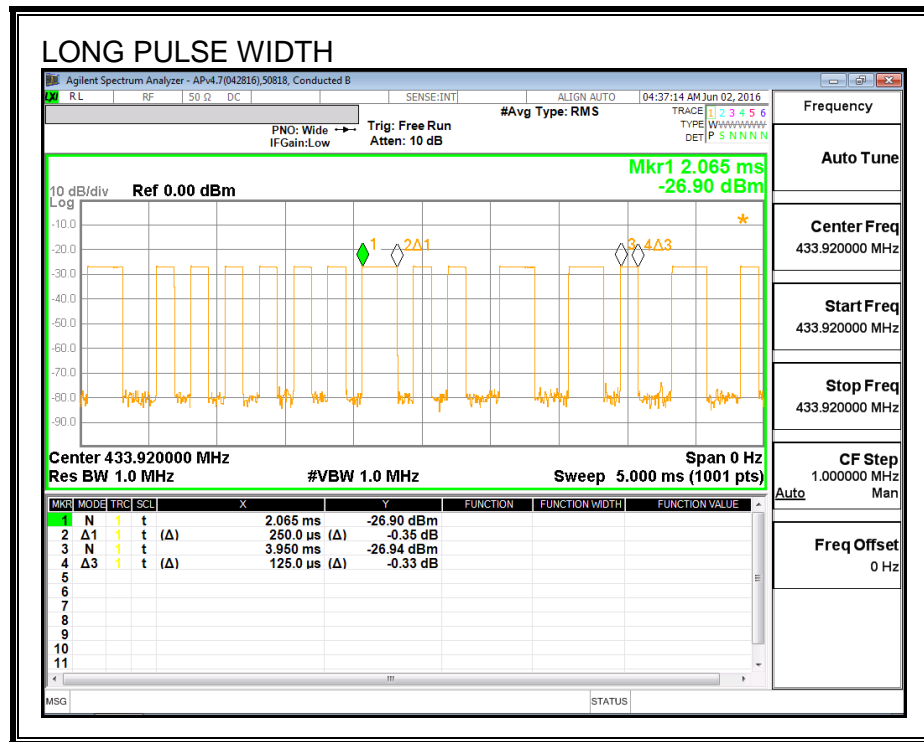 LONG PULSE WIDTH
Agilent Spectrum Analyzer - APv4.7(042816),50818, Conducted B
LXI RL RF 50 Ω DC SENSE:INT ALIGN AUTO 04:37:14 AM Jun 02, 2016
PNO: Wide Trig: Free Run #Avg Type: RMS TRACE 1 2 3 4 5 6
IFGain:Low Atten: 10 dB TYPE WWWWWW
DET P S N N N N
Mkr1 2.065 ms
-26.90 dBm
10 dB/div Ref 0.00 dBm
Log
-10.0
-20.0
-30.0
-40.0
-50.0
-60.0
-70.0
-80.0
-90.0
1 2Δ1 3 4Δ3
*
Center 433.920000 MHz Span 0 Hz
Res BW 1.0 MHz #VBW 1.0 MHz Sweep 5.000 ms (1001 pts)
MKR MODE TRC SCL X Y FUNCTION FUNCTION WIDTH FUNCTION VALUE
1 N 1 t 2.065 ms -26.90 dBm
2 Δ1 1 t (Δ) 250.0 µs (Δ) -0.35 dB
3 N 1 t 3.950 ms -26.94 dBm
4 Δ3 1 t (Δ) 125.0 µs (Δ) -0.33 dB
5
6
7
8
9
10
11
MSG STATUS
Frequency
Auto Tune
Center Freq
433.920000 MHz
Start Freq
433.920000 MHz
Stop Freq
433.920000 MHz
CF Step
1.000000 MHz
Auto Man
Freq Offset
0 Hz